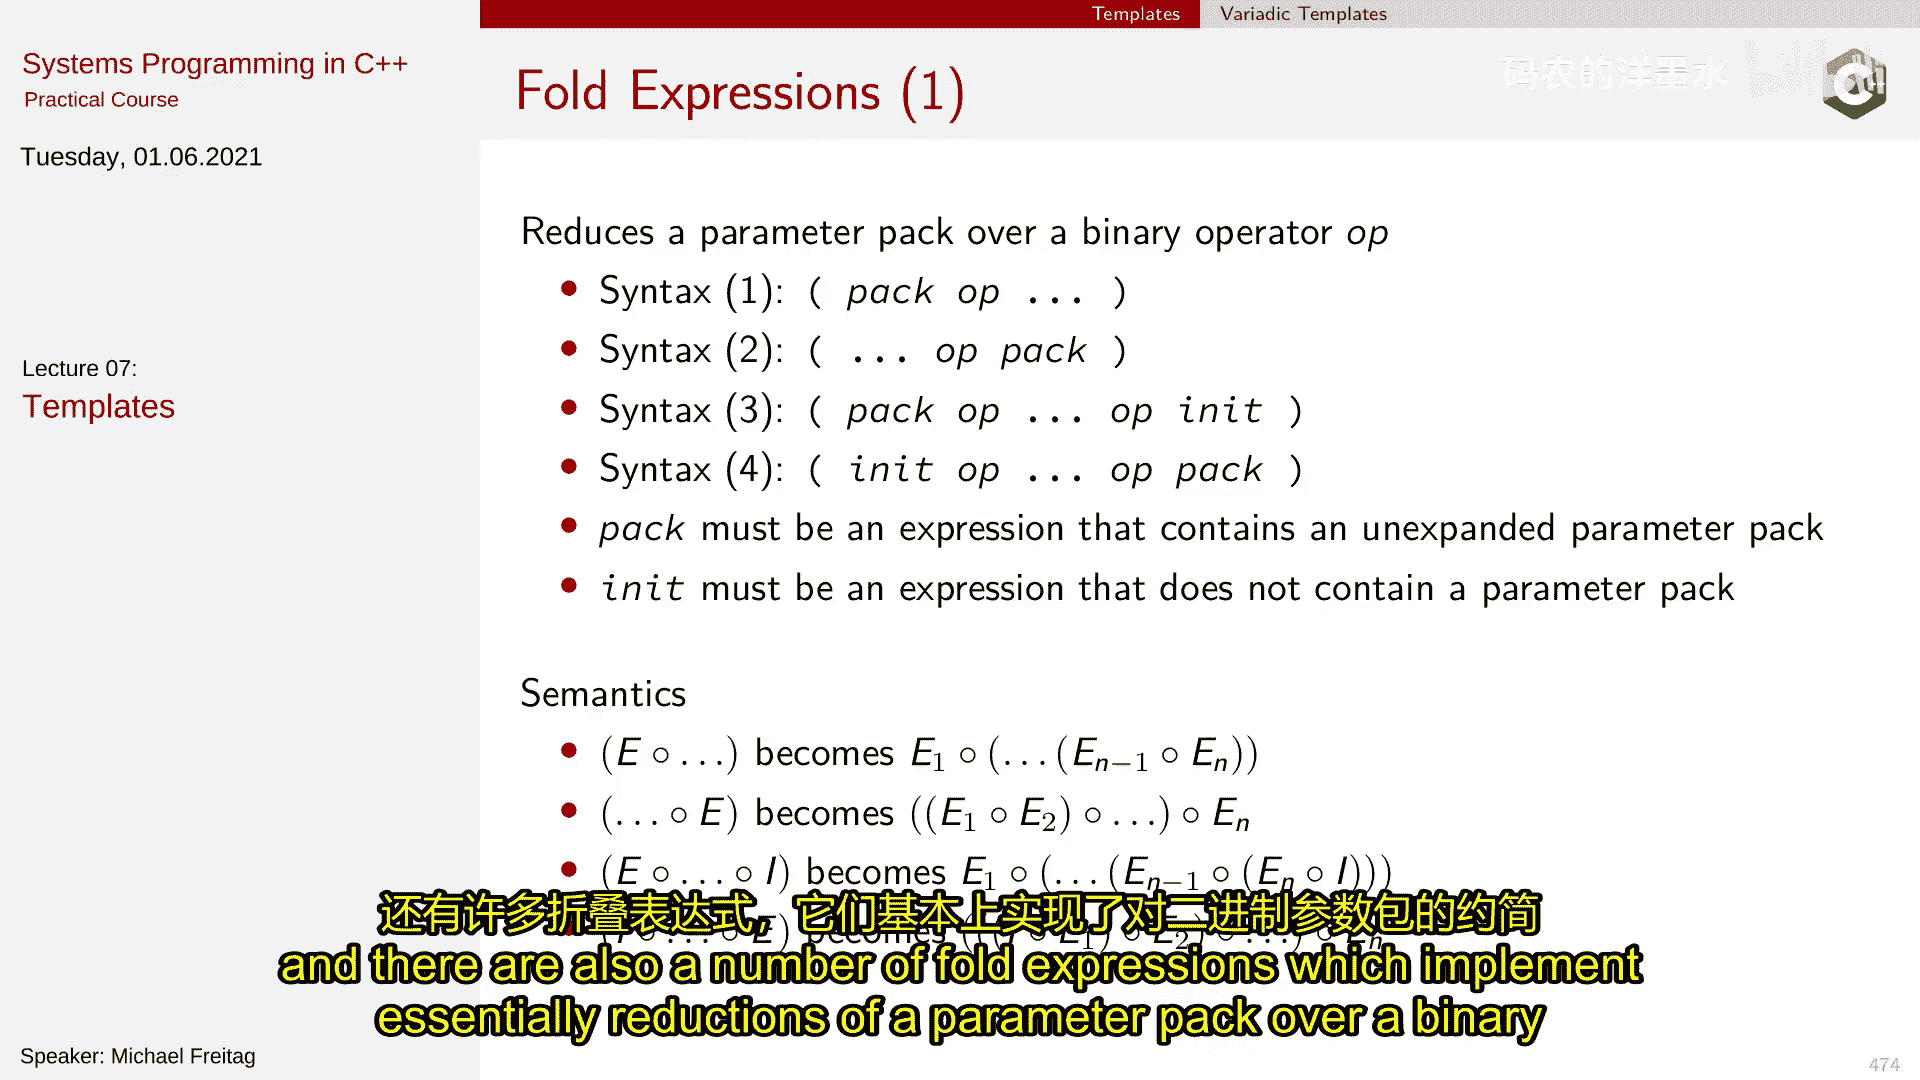 Templates
Variadic Templates
Systems Programming in C++
Practical Course
Tuesday, 01.06.2021
Lecture 07:
Templates
Speaker: Michael Freitag
Fold Expressions (1)
码农的洋墨水
Reduces a parameter pack over a binary operator op
• Syntax (1): ( pack op ... )
• Syntax (2): ( ... op pack )
• Syntax (3): ( pack op ... op init )
• Syntax (4): ( init op ... op pack )
• pack must be an expression that contains an unexpanded parameter pack
• init must be an expression that does not contain a parameter pack
Semantics
• (E ∘ ...) becomes E₁ ∘ (... (Eₙ₋₁ ∘ Eₙ))
• (... ∘ E) becomes ((E₁ ∘ E₂) ∘ ...) ∘ Eₙ
• (E ∘ ... ∘ I) becomes E₁ ∘ (... (Eₙ₋₁ ∘ (Eₙ ∘ I)))
还有许多折叠表达式，它们基本上实现了对二进制参数包的约简
and there are also a number of fold expressions which implement
essentially reductions of a parameter pack over a binary
474